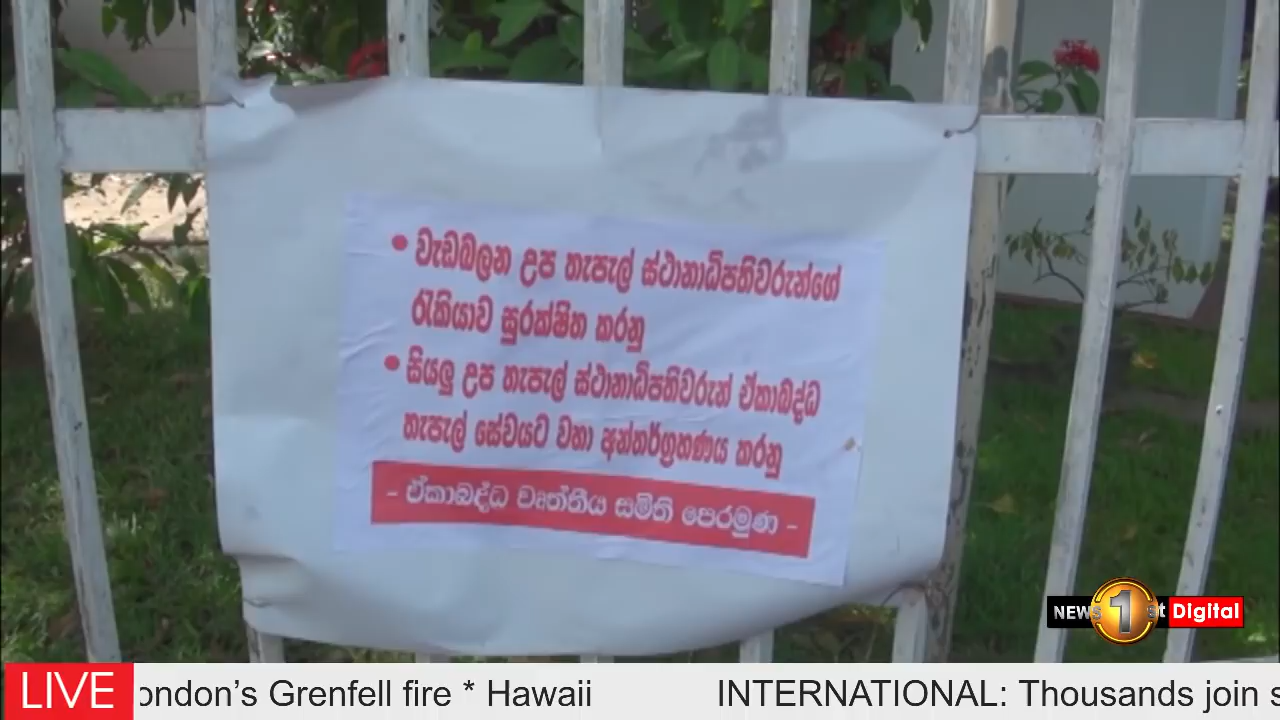 • වැඩබලන උප තැපැල් ස්ථානාධිපතිවරුන්ගේ
රැකියාව සුරක්ෂිත කරනු
• සියලු උප තැපැල් ස්ථානාධිපතිවරුන් ඒකාබද්ධ
තැපැල් සේවයට වහා අන්තර්ග්‍රහණය කරනු
- ඒකාබද්ධ වෘත්තීය සමිති පෙරමුණ -
NEWS 1st Digital
LIVE ondon's Grenfell fire * Hawaii INTERNATIONAL: Thousands join s